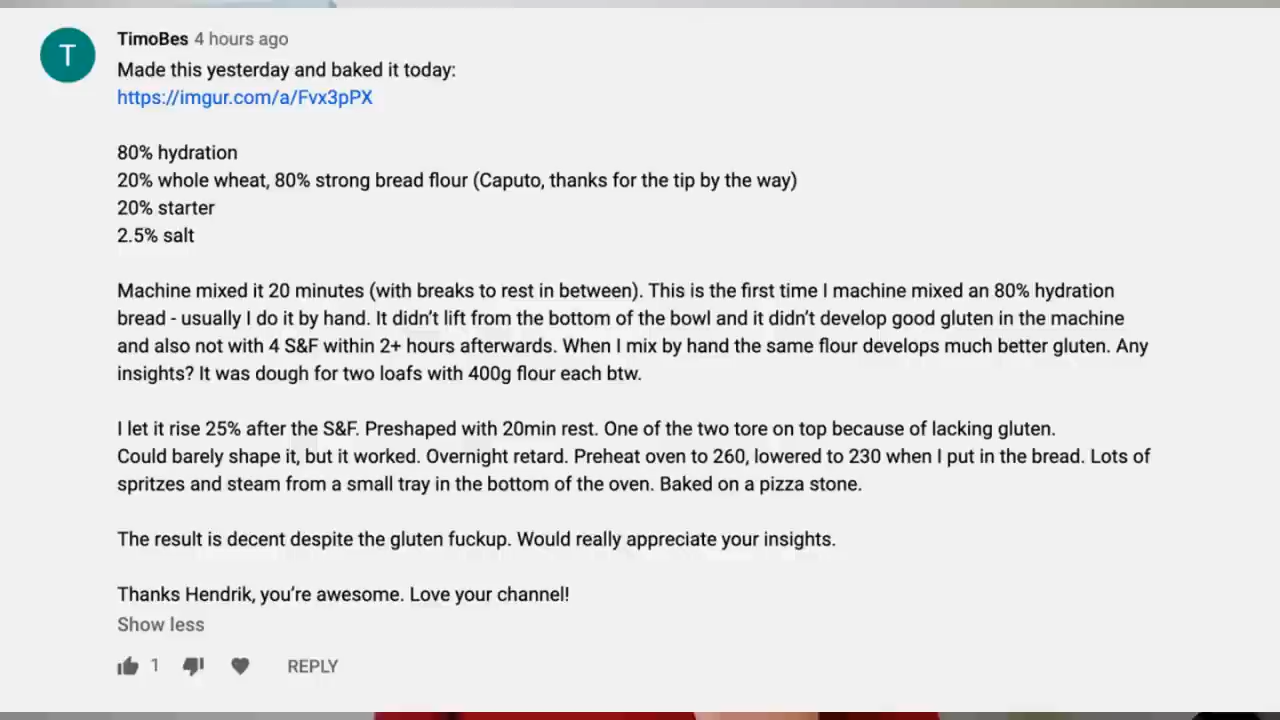 T
TimoBes 4 hours ago
Made this yesterday and baked it today:
https://imgur.com/a/Fvx3pPX
80% hydration
20% whole wheat, 80% strong bread flour (Caputo, thanks for the tip by the way)
20% starter
2.5% salt
Machine mixed it 20 minutes (with breaks to rest in between). This is the first time I machine mixed an 80% hydration
bread - usually I do it by hand. It didn't lift from the bottom of the bowl and it didn't develop good gluten in the machine
and also not with 4 S&F within 2+ hours afterwards. When I mix by hand the same flour develops much better gluten. Any
insights? It was dough for two loafs with 400g flour each btw.
I let it rise 25% after the S&F. Preshaped with 20min rest. One of the two tore on top because of lacking gluten.
Could barely shape it, but it worked. Overnight retard. Preheat oven to 260, lowered to 230 when I put in the bread. Lots of
spritzes and steam from a small tray in the bottom of the oven. Baked on a pizza stone.
The result is decent despite the gluten fuckup. Would really appreciate your insights.
Thanks Hendrik, you're awesome. Love your channel!
Show less
1 REPLY